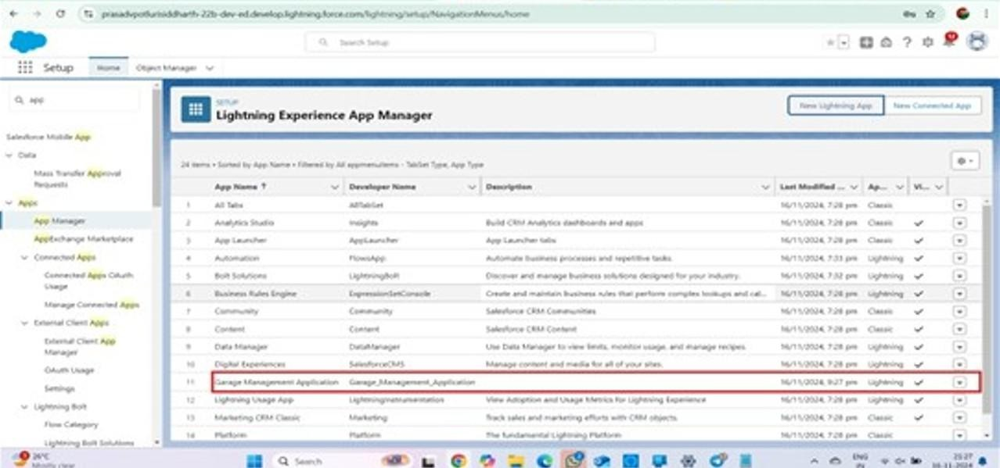 prasadvpotlurisiddharth-22b-dev-ed.develop.lightning.force.com/lightning/setup/NavigationMenus/home
Search Setup
Setup Home Object Manager
app
Salesforce Mobile App
Data
Mass Transfer Approval
Requests
Apps
App Manager
AppExchange Marketplace
Connected Apps
Connected Apps OAuth
Usage
Manage Connected Apps
External Client Apps
External Client App
Manager
OAuth Usage
Settings
Lightning Bolt
Flow Category
Lightning Bolt Solutions
SETUP
Lightning Experience App Manager
New Lightning App New Connected App
24 items • Sorted by App Name • Filtered by All appmenuitems - TabSet Type, App Type
App Name ↑ Developer Name Description Last Modified ... Ap... Vi...
1 All Tabs AllTabSet 16/11/2024, 7:28 pm Classic
2 Analytics Studio Insights Build CRM Analytics dashboards and apps 16/11/2024, 7:28 pm Classic
3 App Launcher AppLauncher App Launcher tabs 16/11/2024, 7:28 pm Classic
4 Automation FlowsApp Automate business processes and repetitive tasks. 16/11/2024, 7:33 pm Lightning
5 Bolt Solutions LightningBolt Discover and manage business solutions designed for your industry. 16/11/2024, 7:32 pm Lightning
6 Business Rules Engine ExpressionSetConsole Create and maintain business rules that perform complex lookups and cal... 16/11/2024, 7:28 pm Lightning
7 Community Community Salesforce CRM Communities 16/11/2024, 7:28 pm Classic
8 Content Content Salesforce CRM Content 16/11/2024, 7:28 pm Classic
9 Data Manager DataManager Use Data Manager to view limits, monitor usage, and manage recipes. 16/11/2024, 7:28 pm Lightning
10 Digital Experiences SalesforceCMS Manage content and media for all of your sites. 16/11/2024, 7:28 pm Lightning
11 Garage Management Application Garage_Management_Application 16/11/2024, 9:27 pm Lightning
12 Lightning Usage App LightningInstrumentation View Adoption and Usage Metrics for Lightning Experience 16/11/2024, 7:28 pm Lightning
13 Marketing CRM Classic Marketing Track sales and marketing efforts with CRM objects. 16/11/2024, 7:28 pm Classic
14 Platform Platform The fundamental Lightning Platform 16/11/2024, 7:28 pm Classic
26°C
Mostly clear
Search
ENG
IN
21:27
16-11-2024